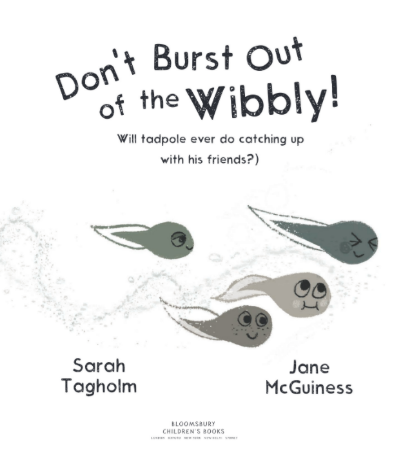 Don't Burst Out
of the Wibbly!
Will tadpole ever do catching up
with his friends?)
Sarah
Tagholm
Jane
McGuiness
BLOOMSBURY
CHILDREN'S BOOKS